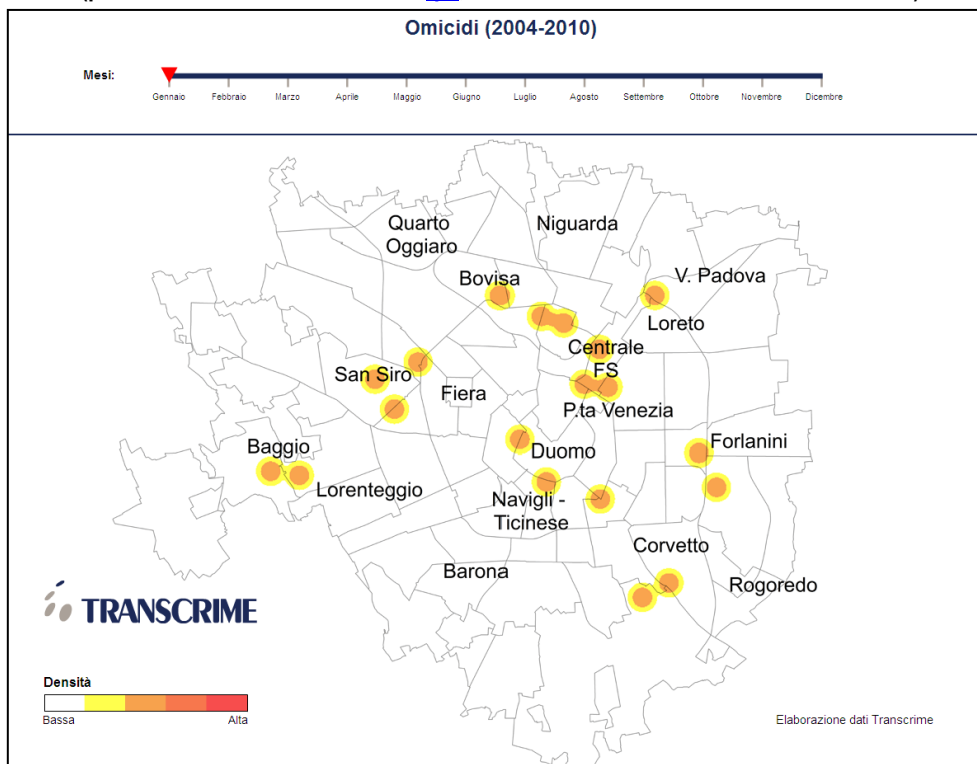 Omicidi (2004-2010)
Mesi:
Gennaio Febbraio Marzo Aprile Maggio Giugno Luglio Agosto Settembre Ottobre Novembre Dicembre
Quarto
Oggiaro
Niguarda
Bovisa
V. Padova
Loreto
Centrale
FS
San Siro
Fiera
P.ta Venezia
Baggio
Duomo
Forlanini
Lorenteggio
Navigli -
Ticinese
Corvetto
Barona
Rogoredo
TRANSCRIME
Densità
Bassa Alta
Elaborazione dati Transcrime